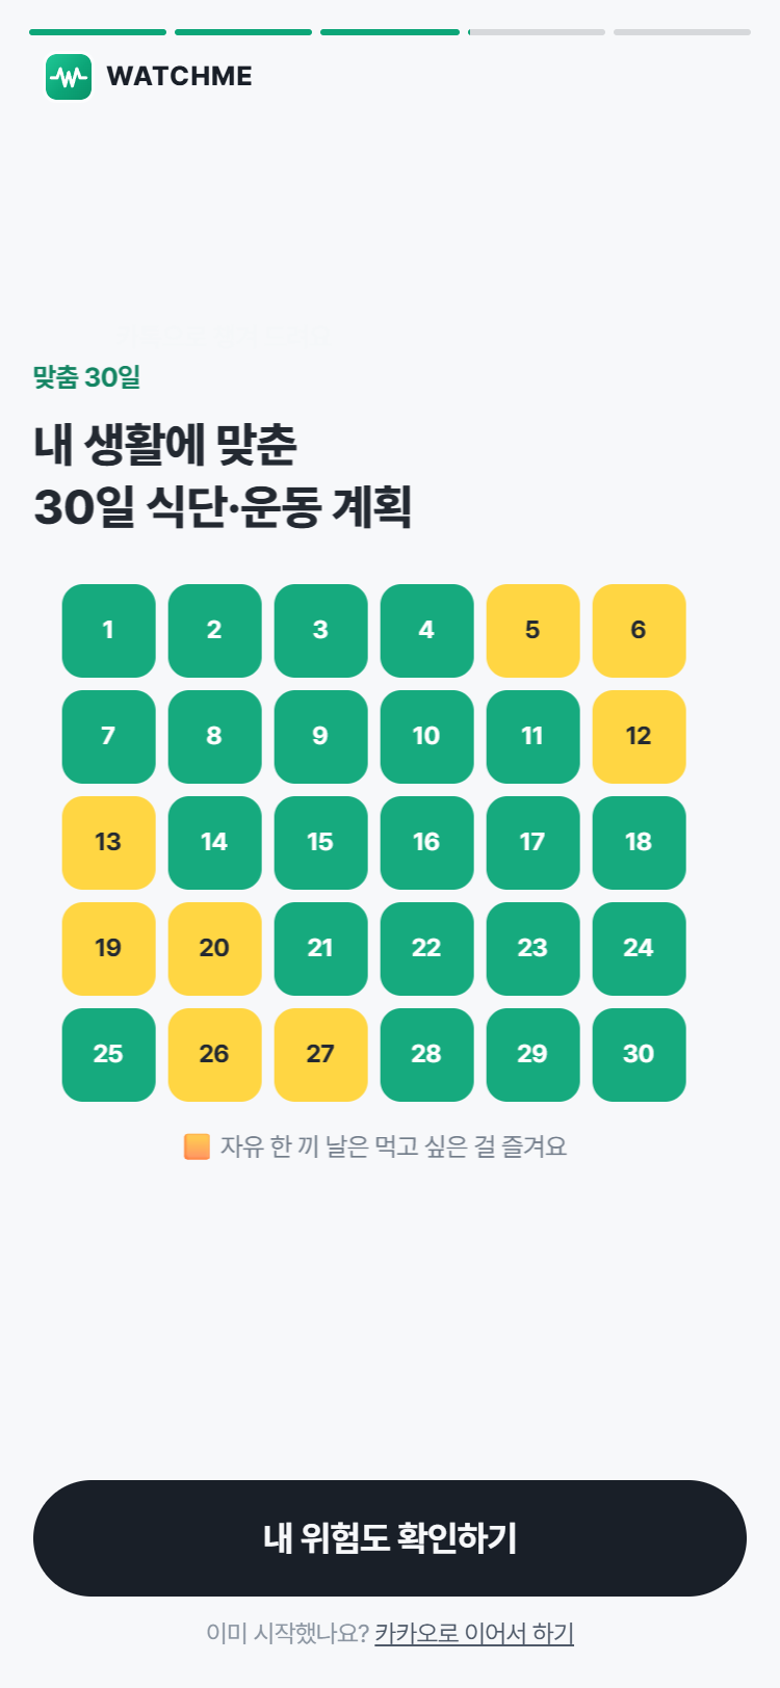 WATCHME
맞춤 30일
내 생활에 맞춘
30일 식단·운동 계획
1 2 3 4 5 6
7 8 9 10 11 12
13 14 15 16 17 18
19 20 21 22 23 24
25 26 27 28 29 30
자유 한 끼 날은 먹고 싶은 걸 즐겨요
내 위험도 확인하기
이미 시작했나요? 카카오로 이어서 하기